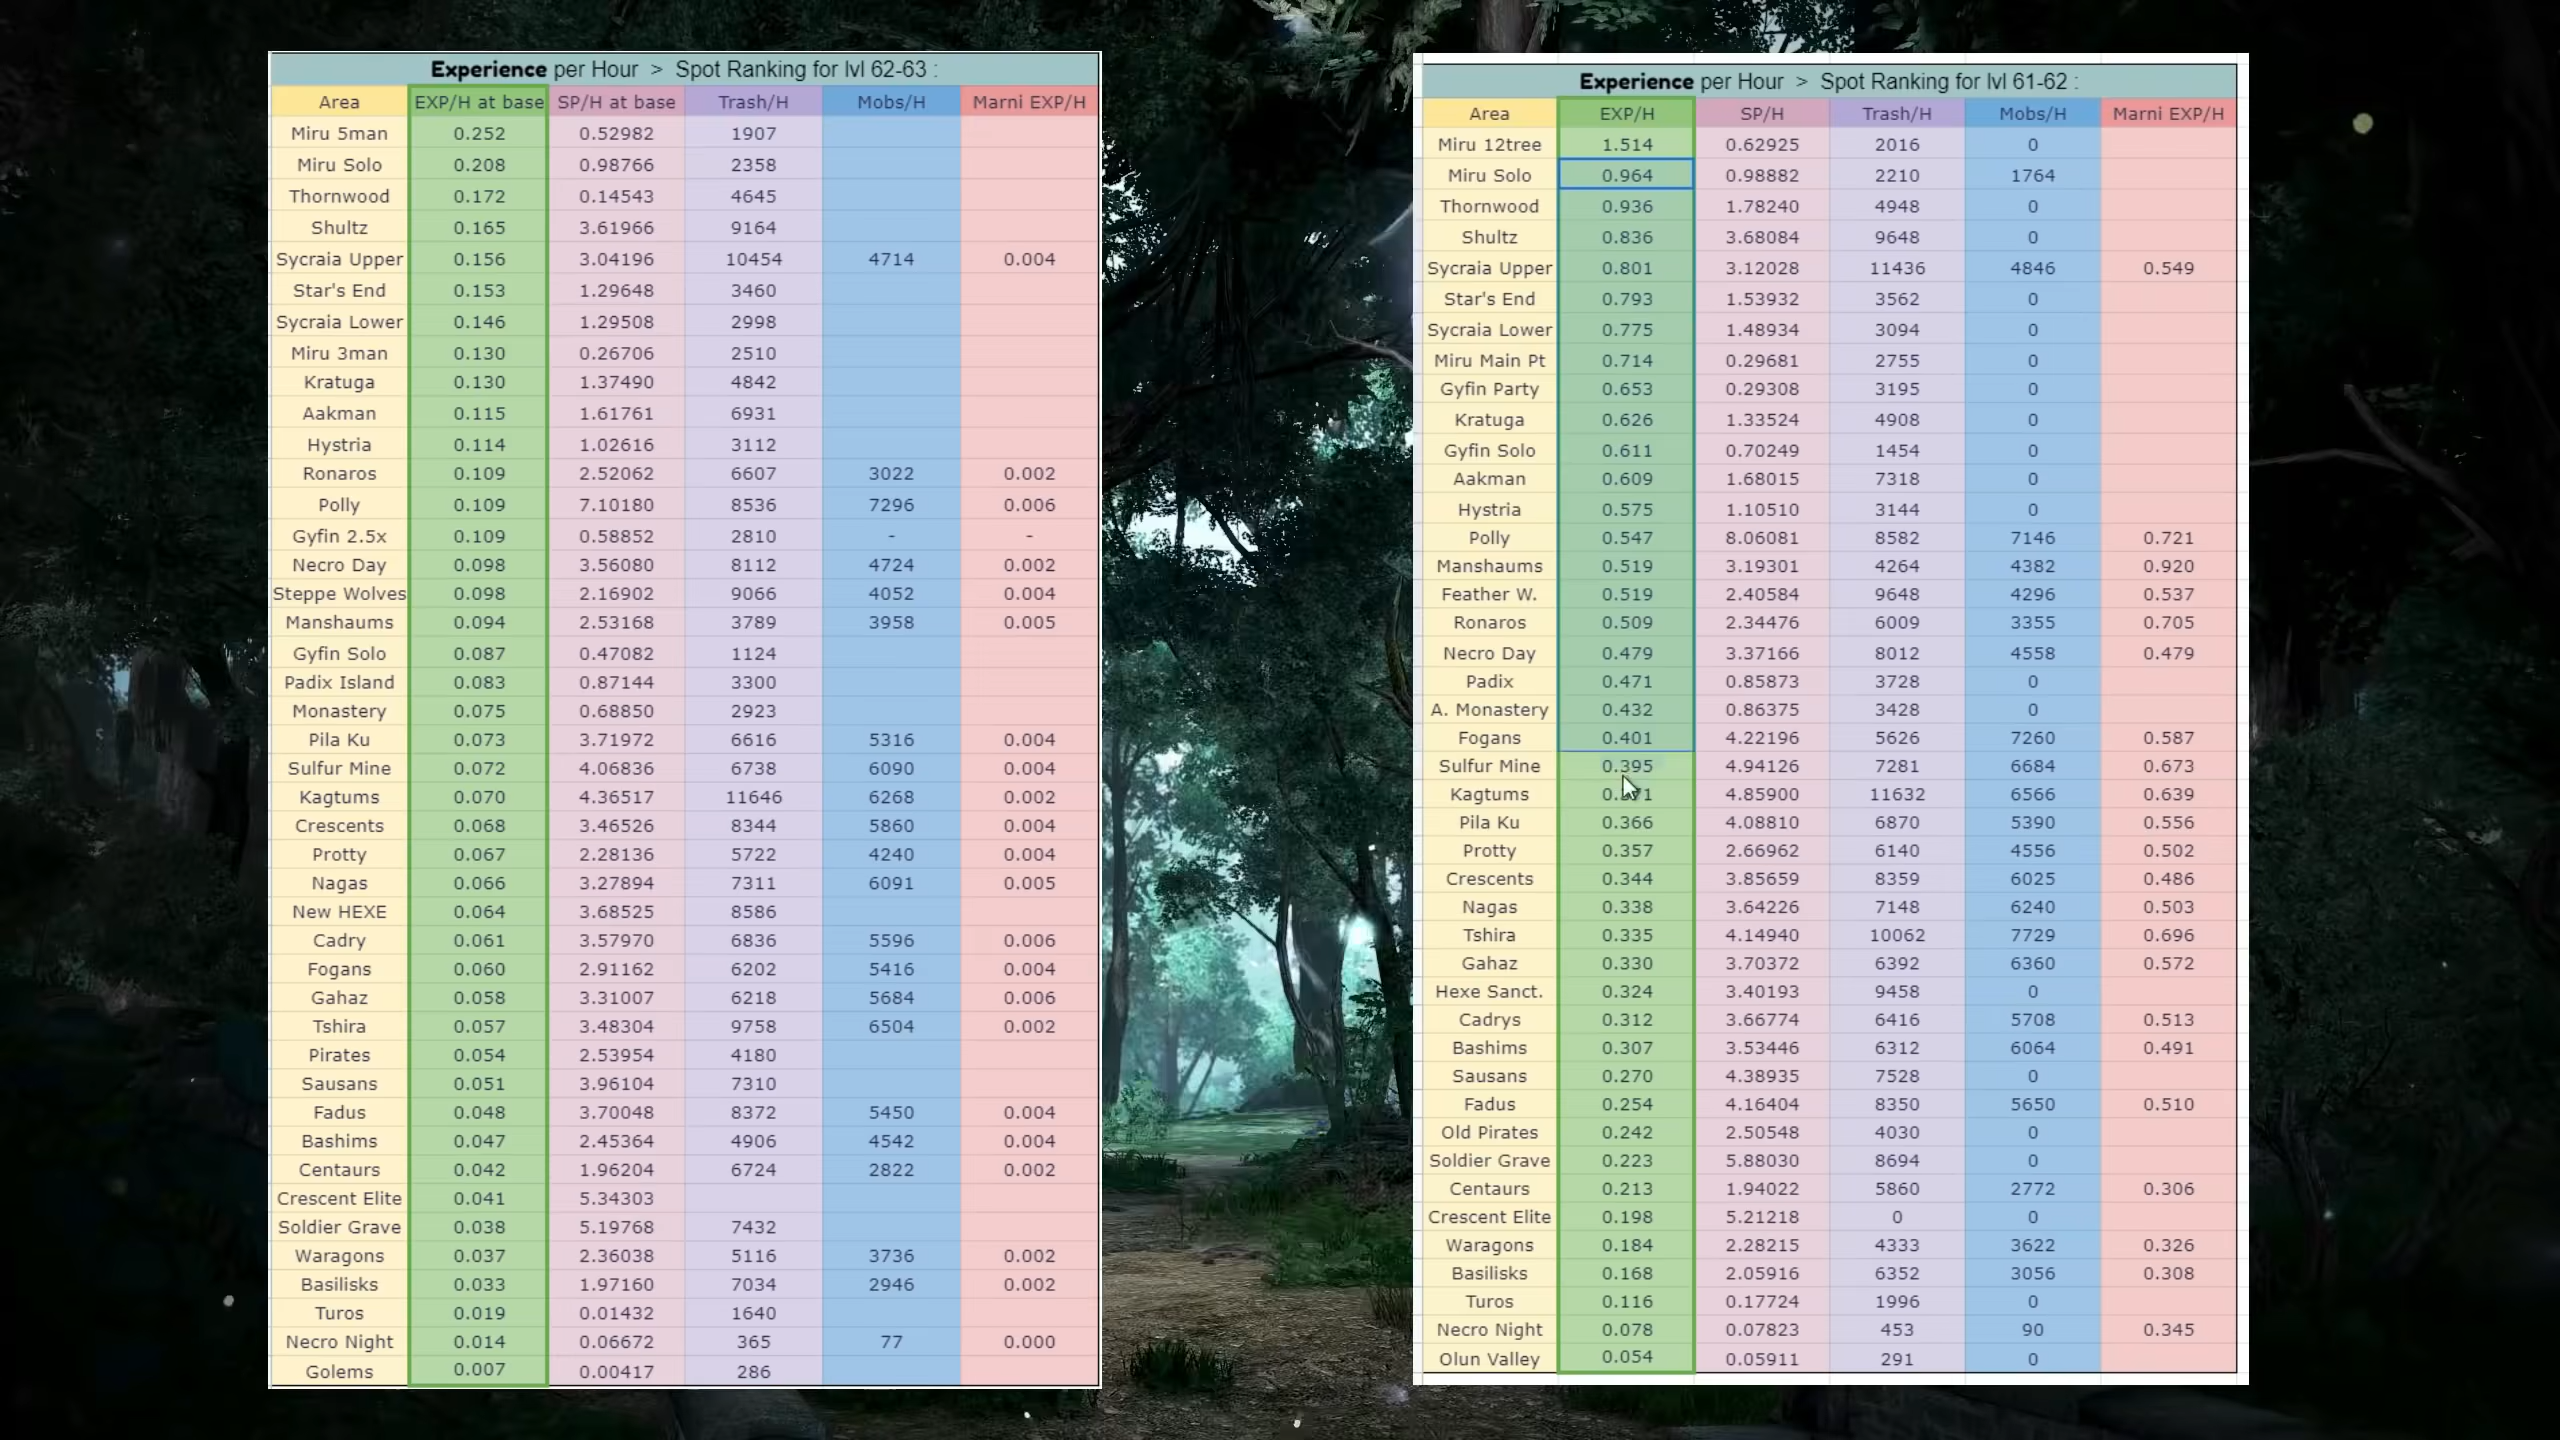 Experience per Hour > Spot Ranking for lvl 62-63 :
Area EXP/H at base SP/H at base Trash/H Mobs/H Marni EXP/H
Miru 5man 0.252 0.52982 1907
Miru Solo 0.208 0.98766 2358
Thornwood 0.172 0.14543 4645
Shultz 0.165 3.61966 9164
Sycraia Upper 0.156 3.04196 10454 4714 0.004
Star's End 0.153 1.29648 3460
Sycraia Lower 0.146 1.29508 2998
Miru 3man 0.130 0.26706 2510
Kratuga 0.130 1.37490 4842
Aakman 0.115 1.61761 6931
Hystria 0.114 1.02616 3112
Ronaros 0.109 2.52062 6607 3022 0.002
Polly 0.109 7.10180 8536 7296 0.006
Gyfin 2.5x 0.109 0.58852 2810 - -
Necro Day 0.098 3.56080 8112 4724 0.002
Steppe Wolves 0.098 2.16902 9066 4052 0.004
Manshaums 0.094 2.53168 3789 3958 0.005
Gyfin Solo 0.087 0.47082 1124
Padix Island 0.083 0.87144 3300
Monastery 0.075 0.68850 2923
Pila Ku 0.073 3.71972 6616 5316 0.004
Sulfur Mine 0.072 4.06836 6738 6090 0.004
Kagtums 0.070 4.36517 11646 6268 0.002
Crescents 0.068 3.46526 8344 5860 0.004
Protty 0.067 2.28136 5722 4240 0.004
Nagas 0.066 3.27894 7311 6091 0.005
New HEXE 0.064 3.68525 8586
Cadry 0.061 3.57970 6836 5596 0.006
Fogans 0.060 2.91162 6202 5416 0.004
Gahaz 0.058 3.31007 6218 5684 0.006
Tshira 0.057 3.48304 9758 6504 0.002
Pirates 0.054 2.53954 4180
Sausans 0.051 3.96104 7310
Fadus 0.048 3.70048 8372 5450 0.004
Bashims 0.047 2.45364 4906 4542 0.004
Centaurs 0.042 1.96204 6724 2822 0.002
Crescent Elite 0.041 5.34303
Soldier Grave 0.038 5.19768 7432
Waragons 0.037 2.36038 5116 3736 0.002
Basilisks 0.033 1.97160 7034 2946 0.002
Turos 0.019 0.01432 1640
Necro Night 0.014 0.06672 365 77 0.000
Golems 0.007 0.00417 286
Experience per Hour > Spot Ranking for lvl 61-62 :
Area EXP/H SP/H Trash/H Mobs/H Marni EXP/H
Miru 12tree 1.514 0.62925 2016 0
Miru Solo 0.964 0.98882 2210 1764
Thornwood 0.936 1.78240 4948 0
Shultz 0.836 3.68084 9648 0
Sycraia Upper 0.801 3.12028 11436 4846 0.549
Star's End 0.793 1.53932 3562 0
Sycraia Lower 0.775 1.48934 3094 0
Miru Main Pt 0.714 0.29681 2755 0
Gyfin Party 0.653 0.29308 3195 0
Kratuga 0.626 1.33524 4908 0
Gyfin Solo 0.611 0.70249 1454 0
Aakman 0.609 1.68015 7318 0
Hystria 0.575 1.10510 3144 0
Polly 0.547 8.06081 8582 7146 0.721
Manshaums 0.519 3.19301 4264 4382 0.920
Feather W. 0.519 2.40584 9648 4296 0.537
Ronaros 0.509 2.34476 6009 3355 0.705
Necro Day 0.479 3.37166 8012 4558 0.479
Padix 0.471 0.85873 3728 0
A. Monastery 0.432 0.86375 3428 0
Fogans 0.401 4.22196 5626 7260 0.587
Sulfur Mine 0.395 4.94126 7281 6684 0.673
Kagtums 4.85900 11632 6566 0.639
Pila Ku 0.366 4.08810 6870 5390 0.556
Protty 0.357 2.66962 6140 4556 0.502
Crescents 0.344 3.85659 8359 6025 0.486
Nagas 0.338 3.64226 7148 6240 0.503
Tshira 0.335 4.14940 10062 7729 0.696
Gahaz 0.330 3.70372 6392 6360 0.572
Hexe Sanct. 0.324 3.40193 9458 0
Cadrys 0.312 3.66774 6416 5708 0.513
Bashims 0.307 3.53446 6312 6064 0.491
Sausans 0.270 4.38935 7528 0
Fadus 0.254 4.16404 8350 5650 0.510
Old Pirates 0.242 2.50548 4030 0
Soldier Grave 0.223 5.88030 8694 0
Centaurs 0.213 1.94022 5860 2772 0.306
Crescent Elite 0.198 5.21218 0 0
Waragons 0.184 2.28215 4333 3622 0.326
Basilisks 0.168 2.05916 6352 3056 0.308
Turos 0.116 0.17724 1996 0
Necro Night 0.078 0.07823 453 90 0.345
Olun Valley 0.054 0.05911 291 0